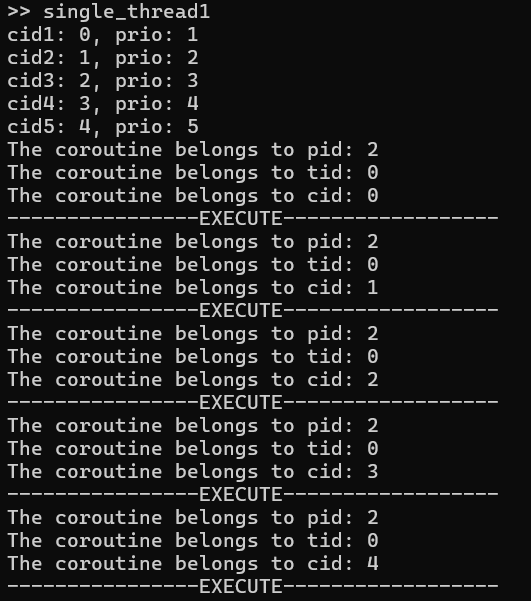 >> single_thread1
cid1: 0, prio: 1
cid2: 1, prio: 2
cid3: 2, prio: 3
cid4: 3, prio: 4
cid5: 4, prio: 5
The coroutine belongs to pid: 2
The coroutine belongs to tid: 0
The coroutine belongs to cid: 0
----------------EXECUTE------------------
The coroutine belongs to pid: 2
The coroutine belongs to tid: 0
The coroutine belongs to cid: 1
----------------EXECUTE------------------
The coroutine belongs to pid: 2
The coroutine belongs to tid: 0
The coroutine belongs to cid: 2
----------------EXECUTE------------------
The coroutine belongs to pid: 2
The coroutine belongs to tid: 0
The coroutine belongs to cid: 3
----------------EXECUTE------------------
The coroutine belongs to pid: 2
The coroutine belongs to tid: 0
The coroutine belongs to cid: 4
----------------EXECUTE------------------